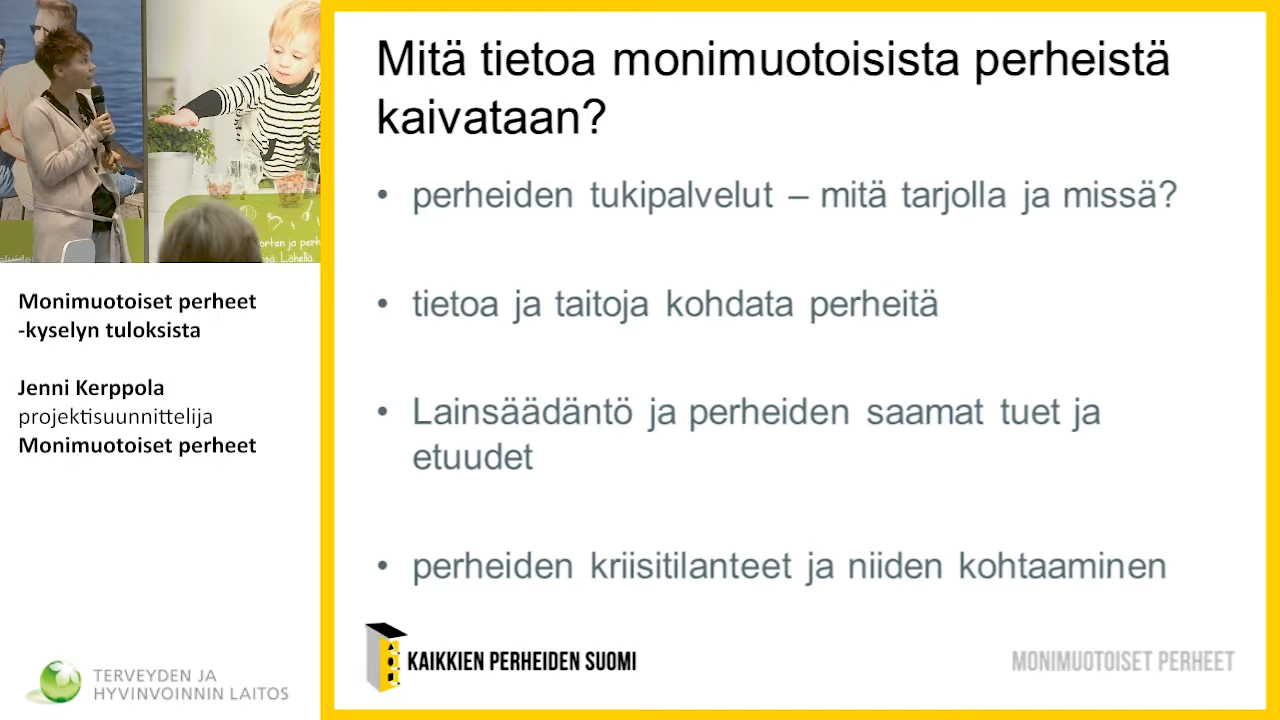 Mitä tietoa monimuotoisista perheistä
kaivataan?
• perheiden tukipalvelut – mitä tarjolla ja missä?
• tietoa ja taitoja kohdata perheitä
• Lainsäädäntö ja perheiden saamat tuet ja
etuudet
• perheiden kriisitilanteet ja niiden kohtaaminen
KAIKKIEN PERHEIDEN SUOMI
MONIMUOTOISET PERHEET
Monimuotoiset perheet
-kyselyn tuloksista
Jenni Kerppola
projektisuunnittelija
Monimuotoiset perheet
TERVEYDEN JA
HYVINVOINNIN LAITOS
Lähellä.